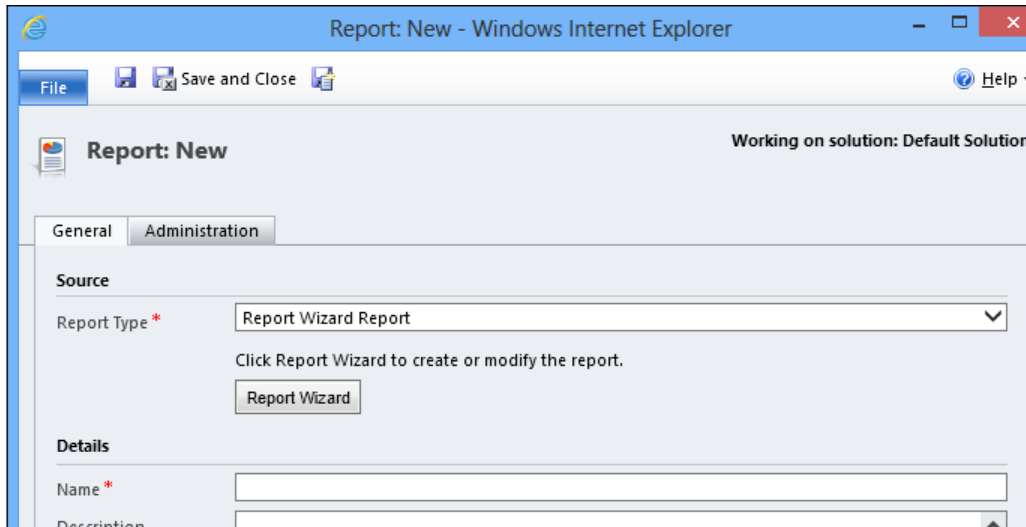 Report: New - Windows Internet Explorer
File Save and Close Help
Report: New
Working on solution: Default Solution
General Administration
Source
Report Type * Report Wizard Report
Click Report Wizard to create or modify the report.
Report Wizard
Details
Name *
Description